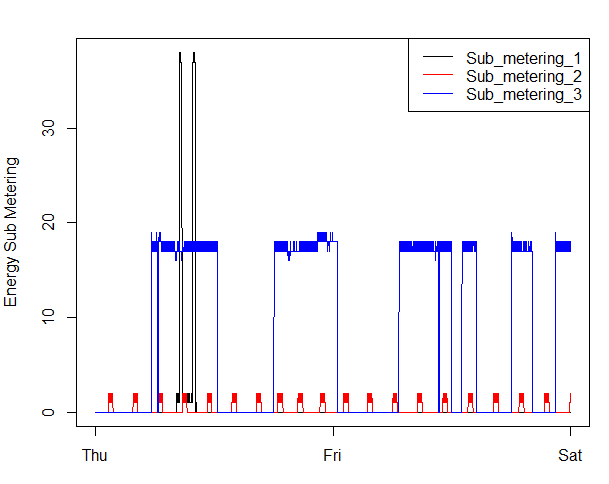 Sub_metering_1
Sub_metering_2
Sub_metering_3
Energy Sub Metering
30
20
10
0
Thu Fri Sat